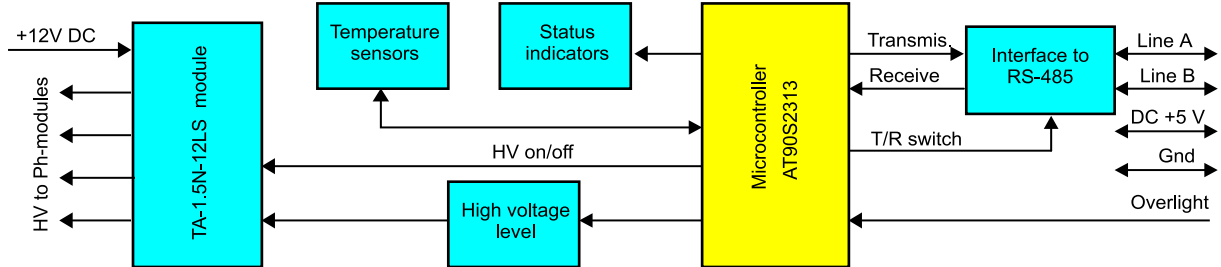 +12V DC
HV to Ph-modules
TA-1.5N-12LS module
Temperature
sensors
Status
indicators
HV on/off
High voltage
level
Microcontroller
AT90S2313
Transmis.
Receive
T/R switch
Interface to
RS-485
Line A
Line B
DC +5 V
Gnd
Overlight